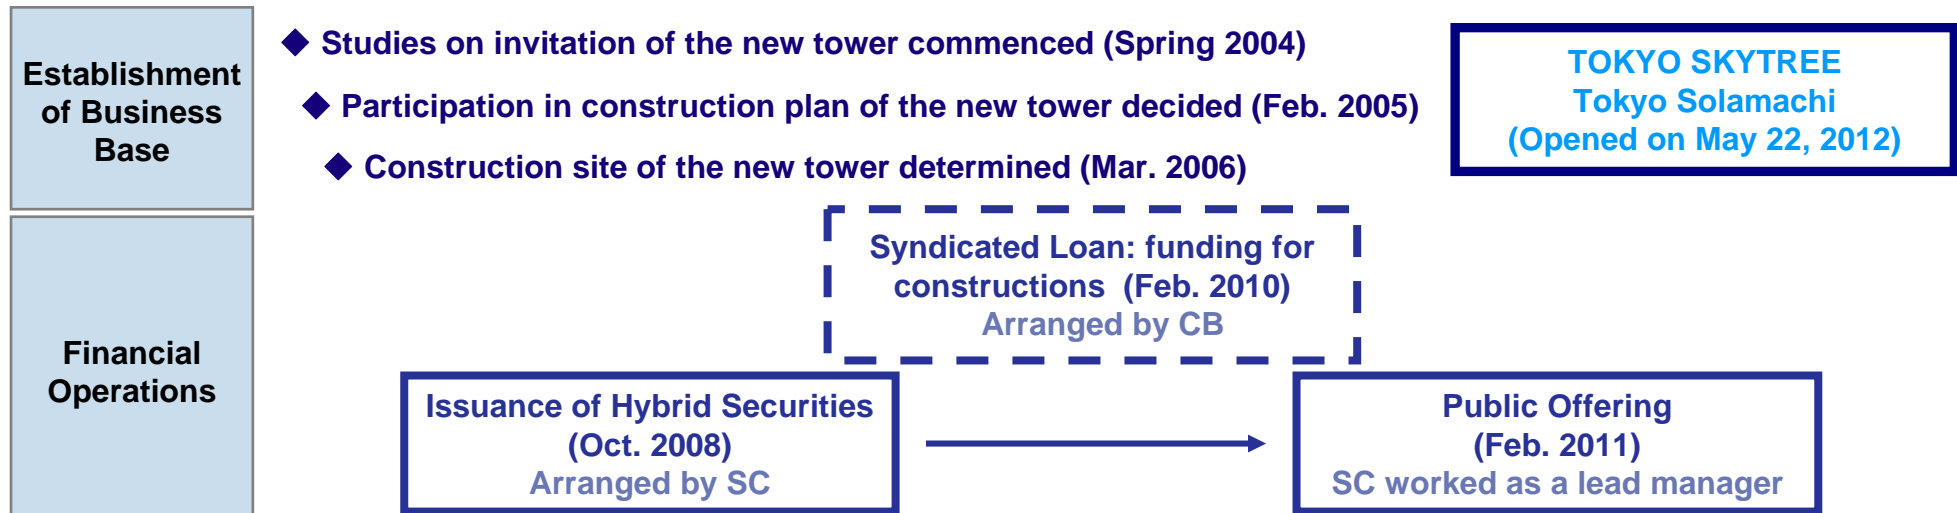 Establishment
of Business
Base
Studies on invitation of the new tower commenced (Spring 2004)
Participation in construction plan of the new tower decided (Feb. 2005)
Construction site of the new tower determined (Mar. 2006)
TOKYO SKYTREE
Tokyo Solamachi
(Opened on May 22, 2012)
Financial
Operations
Syndicated Loan: funding for
constructions (Feb. 2010)
Arranged by CB
Issuance of Hybrid Securities
(Oct. 2008)
Arranged by SC
Public Offering
(Feb. 2011)
SC worked as a lead manager